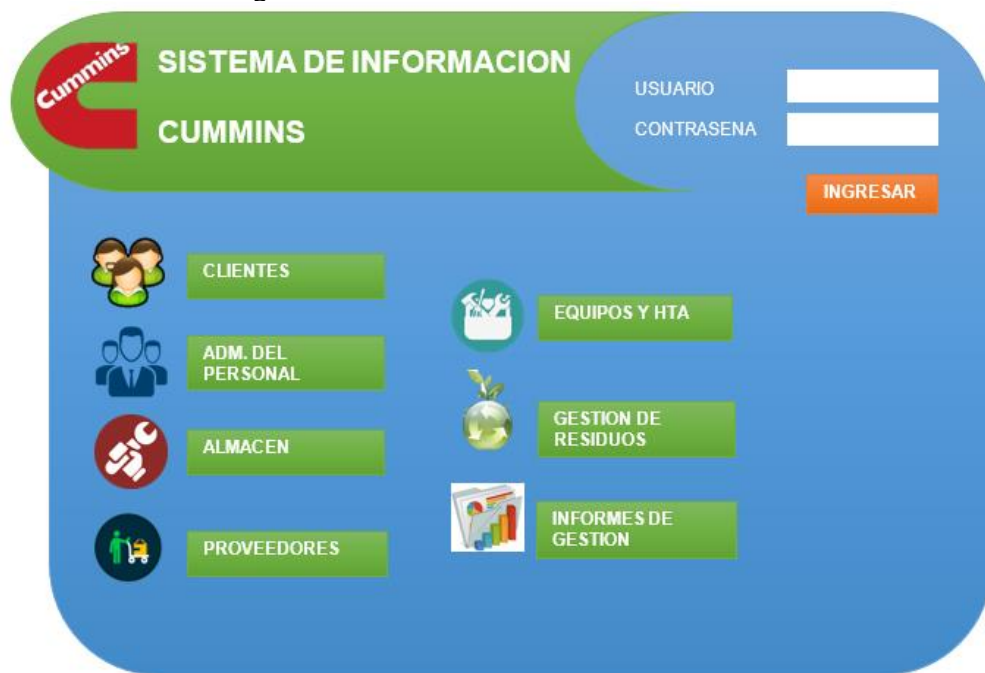 Cummins
SISTEMA DE INFORMACION
CUMMINS
USUARIO
CONTRASENA
INGRESAR
CLIENTES
ADM. DEL
PERSONAL
ALMACEN
PROVEEDORES
EQUIPOS Y HTA
GESTION DE
RESIDUOS
INFORMES DE
GESTION